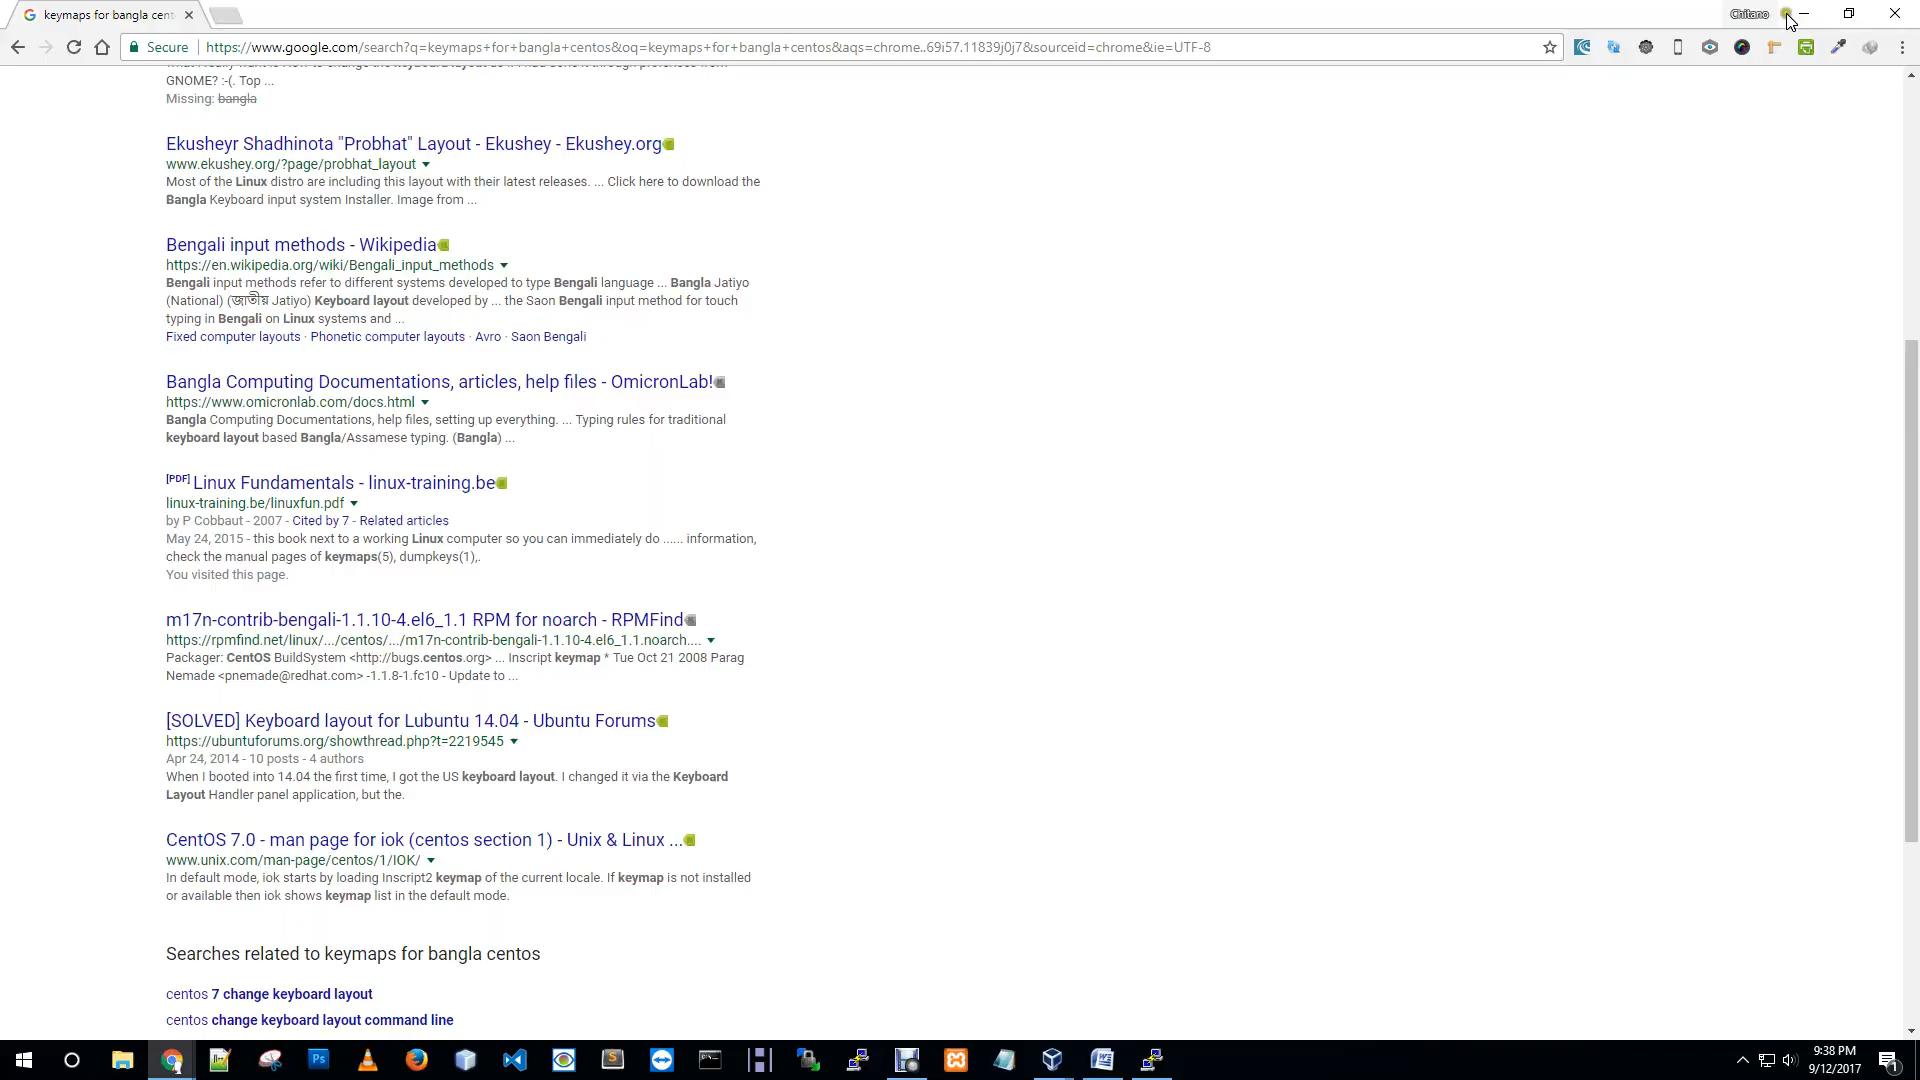 keymaps for bangla cent
Chitano
Secure
https://www.google.com/search?q=keymaps+for+bangla+centos&oq=keymaps+for+bangla+centos&aqs=chrome..69i57.11839j0j7&sourceid=chrome&ie=UTF-8
GNOME? :-(. Top ...
Missing: bangla
Ekusheyr Shadhinota "Probhat" Layout - Ekushey - Ekushey.org
www.ekushey.org/?page/probhat_layout
Most of the Linux distro are including this layout with their latest releases. ... Click here to download the
Bangla Keyboard input system Installer. Image from ...
Bengali input methods - Wikipedia
https://en.wikipedia.org/wiki/Bengali_input_methods
Bengali input methods refer to different systems developed to type Bengali language ... Bangla Jatiyo
(National) (জাতীয় Jatiyo) Keyboard layout developed by ... the Saon Bengali input method for touch
typing in Bengali on Linux systems and ...
Fixed computer layouts · Phonetic computer layouts · Avro · Saon Bengali
Bangla Computing Documentations, articles, help files - OmicronLab!
https://www.omicronlab.com/docs.html
Bangla Computing Documentations, help files, setting up everything. ... Typing rules for traditional
keyboard layout based Bangla/Assamese typing. (Bangla) ...
[PDF] Linux Fundamentals - linux-training.be
linux-training.be/linuxfun.pdf
by P Cobbaut - 2007 - Cited by 7 - Related articles
May 24, 2015 - this book next to a working Linux computer so you can immediately do ...... information,
check the manual pages of keymaps(5), dumpkeys(1),.
You visited this page.
m17n-contrib-bengali-1.1.10-4.el6_1.1 RPM for noarch - RPMFind
https://rpmfind.net/linux/.../centos/.../m17n-contrib-bengali-1.1.10-4.el6_1.1.noarch....
Packager: CentOS BuildSystem <http://bugs.centos.org> ... Inscript keymap * Tue Oct 21 2008 Parag
Nemade <pnemade@redhat.com> -1.1.8-1.fc10 - Update to ...
[SOLVED] Keyboard layout for Lubuntu 14.04 - Ubuntu Forums
https://ubuntuforums.org/showthread.php?t=2219545
Apr 24, 2014 - 10 posts - 4 authors
When I booted into 14.04 the first time, I got the US keyboard layout. I changed it via the Keyboard
Layout Handler panel application, but the.
CentOS 7.0 - man page for iok (centos section 1) - Unix & Linux ...
www.unix.com/man-page/centos/1/IOK/
In default mode, iok starts by loading Inscript2 keymap of the current locale. If keymap is not installed
or available then iok shows keymap list in the default mode.
Searches related to keymaps for bangla centos
centos 7 change keyboard layout
centos change keyboard layout command line
9:38 PM
9/12/2017